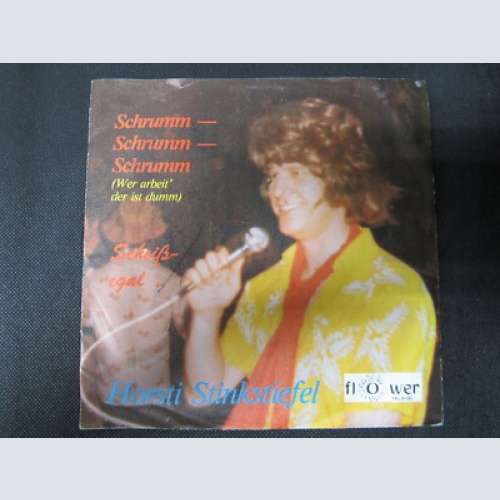 Schrumm —
Schrumm —
Schrumm
(Wer arbeit'
der ist dumm)
Scheiß-
egal
Horsti Stinkstiefel
flower